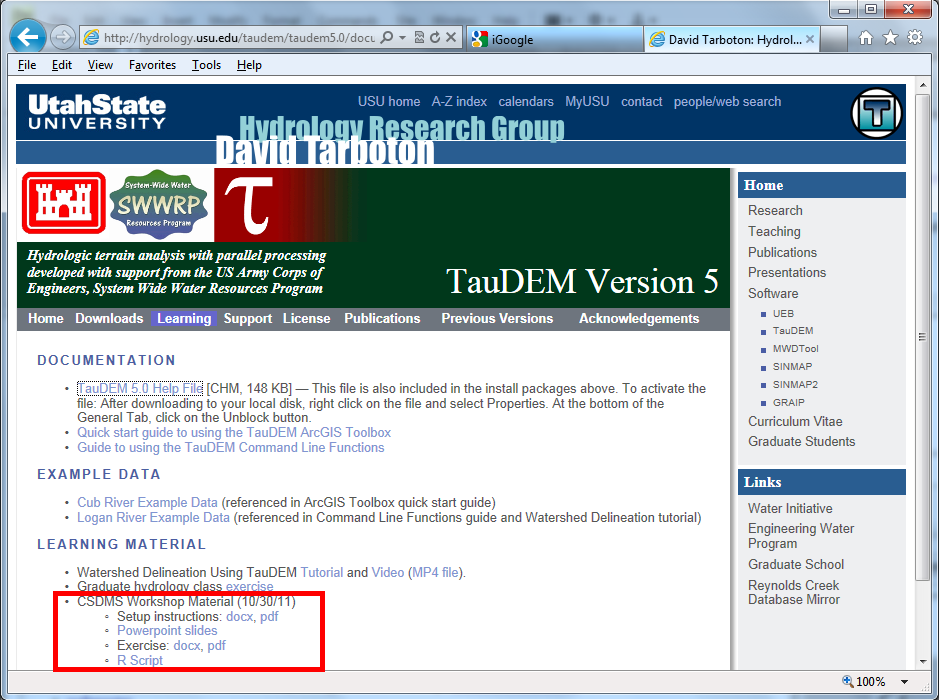 http://hydrology.usu.edu/taudem/taudem5.0/docu
iGoogle
David Tarboton: Hydrol...
File Edit View Favorites Tools Help
UtahState
UNIVERSITY
USU home A-Z index calendars MyUSU contact people/web search
Hydrology Research Group
David Tarboton
T
System-Wide Water
SWWRP
Resources Program
τ
Hydrologic terrain analysis with parallel processing
developed with support from the US Army Corps of
Engineers, System Wide Water Resources Program
TauDEM Version 5
Home Downloads Learning Support License Publications Previous Versions Acknowledgements
DOCUMENTATION
• TauDEM 5.0 Help File [CHM, 148 KB] — This file is also included in the install packages above. To activate the
file: After downloading to your local disk, right click on the file and select Properties. At the bottom of the
General Tab, click on the Unblock button.
• Quick start guide to using the TauDEM ArcGIS Toolbox
• Guide to using the TauDEM Command Line Functions
EXAMPLE DATA
• Cub River Example Data (referenced in ArcGIS Toolbox quick start guide)
• Logan River Example Data (referenced in Command Line Functions guide and Watershed Delineation tutorial)
LEARNING MATERIAL
• Watershed Delineation Using TauDEM Tutorial and Video (MP4 file).
• Graduate hydrology class exercise
• CSDMS Workshop Material (10/30/11)
◦ Setup instructions: docx, pdf
◦ Powerpoint slides
◦ Exercise: docx, pdf
◦ R Script
Home
Research
Teaching
Publications
Presentations
Software
UEB
TauDEM
MWDTool
SINMAP
SINMAP2
GRAIP
Curriculum Vitae
Graduate Students
Links
Water Initiative
Engineering Water
Program
Graduate School
Reynolds Creek
Database Mirror
100%